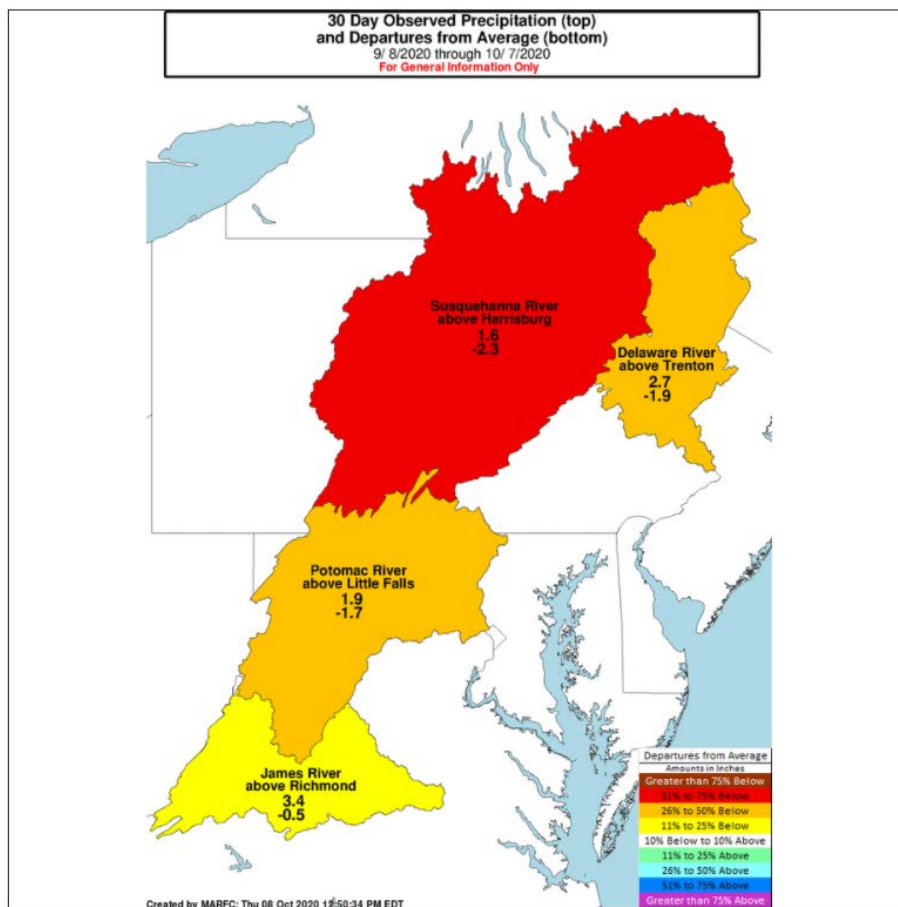 30 Day Observed Precipitation (top)
and Departures from Average (bottom)
9/ 8/2020 through 10/ 7/2020
For General Information Only
Susquehanna River
above Harrisburg
1.6
-2.3
Delaware River
above Trenton
2.7
-1.9
Potomac River
above Little Falls
1.9
-1.7
James River
above Richmond
3.4
-0.5
Departures from Average
Amounts in Inches
Greater than 75% Below
51% to 75% Below
26% to 50% Below
11% to 25% Below
10% Below to 10% Above
11% to 25% Above
26% to 50% Above
51% to 75% Above
Greater than 75% Above
Created by MARFC: Thu 08 Oct 2020 12:50:34 PM EDT